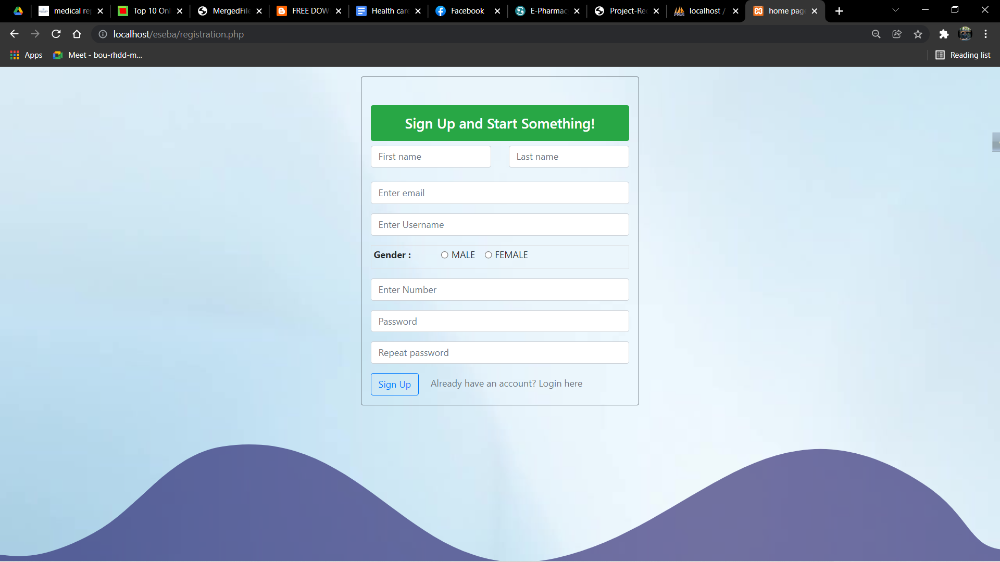 medical re
Top 10 Onl
MergedFile
FREE DOW
Health care
Facebook
E-Pharmac
Project-Re
localhost /
home page
localhost/eseba/registration.php
Apps
Meet - bou-rhdd-m...
Reading list
Sign Up and Start Something!
First name
Last name
Enter email
Enter Username
Gender :
MALE
FEMALE
Enter Number
Password
Repeat password
Sign Up
Already have an account? Login here